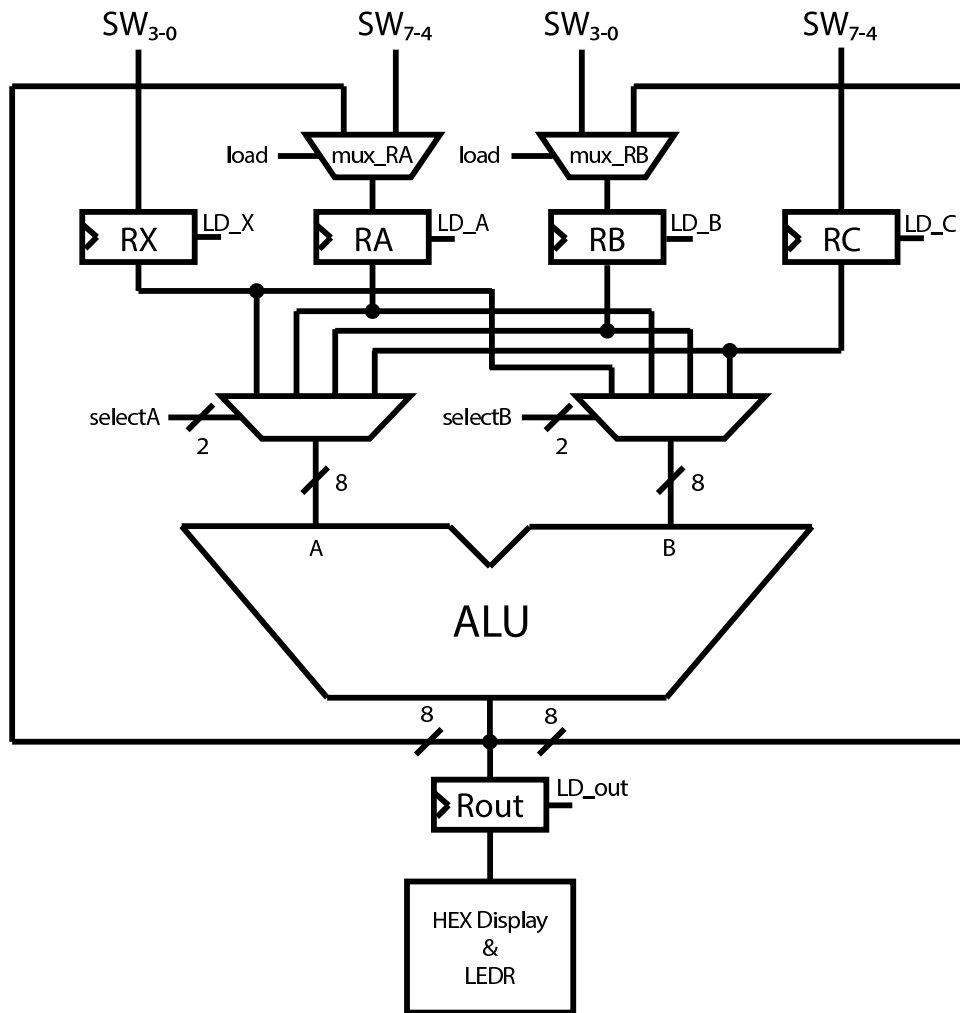 SW3-0
SW7-4
SW3-0
SW7-4
load
mux_RA
load
mux_RB
RX
LD_X
RA
LD_A
RB
LD_B
RC
LD_C
selectA
2
selectB
2
8
8
A
B
ALU
8
8
Rout
LD_out
HEX Display
&
LEDR